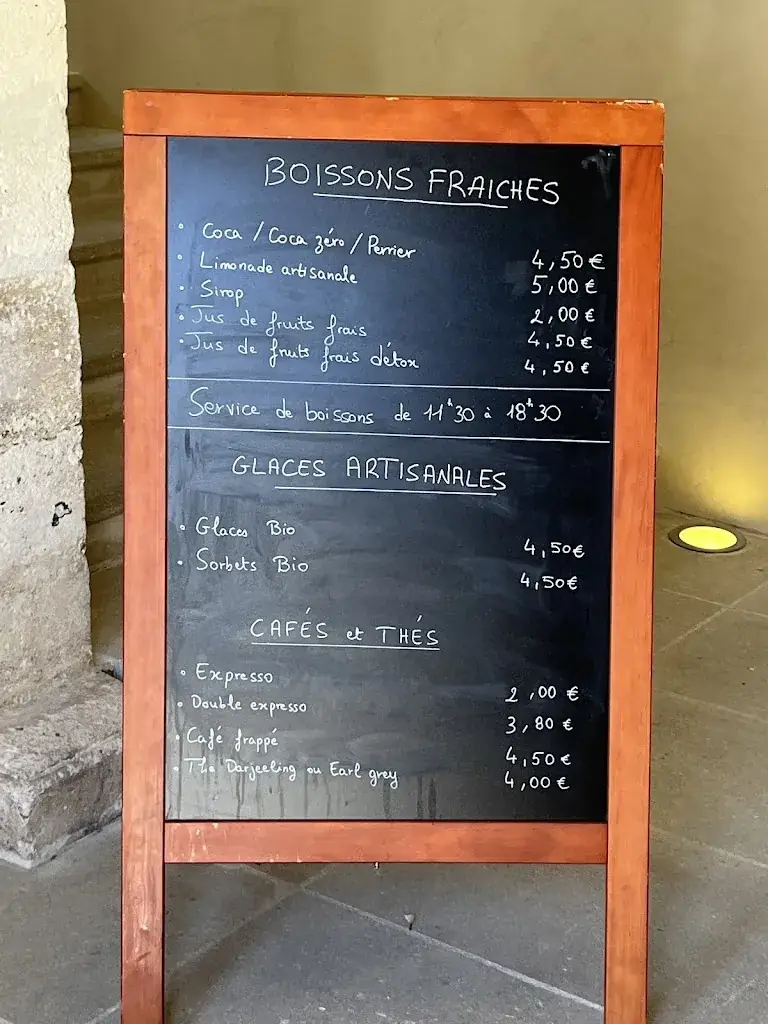 BOISSONS FRAICHES
• Coca / Coca zéro / Perrier 4,50 €
• Limonade artisanale 5,00 €
• Sirop 2,00 €
• Jus de fruits frais 4,50 €
• Jus de fruits frais détox 4,50 €
Service de boissons de 11h30 à 18h30
GLACES ARTISANALES
• Glaces Bio 4,50€
• Sorbets Bio 4,50€
CAFÉS et THÉS
• Expresso 2,00 €
• Double expresso 3,80 €
• Café frappé 4,50 €
• The Darjeeling ou Earl grey 4,00 €